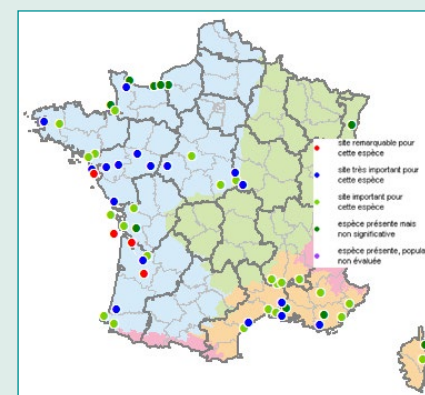 site remarquable pour
cette espèce
site très important pour
cette espèce
site important pour
cette espèce
espèce présente mais
non significative
espèce présente, popula
non évaluée